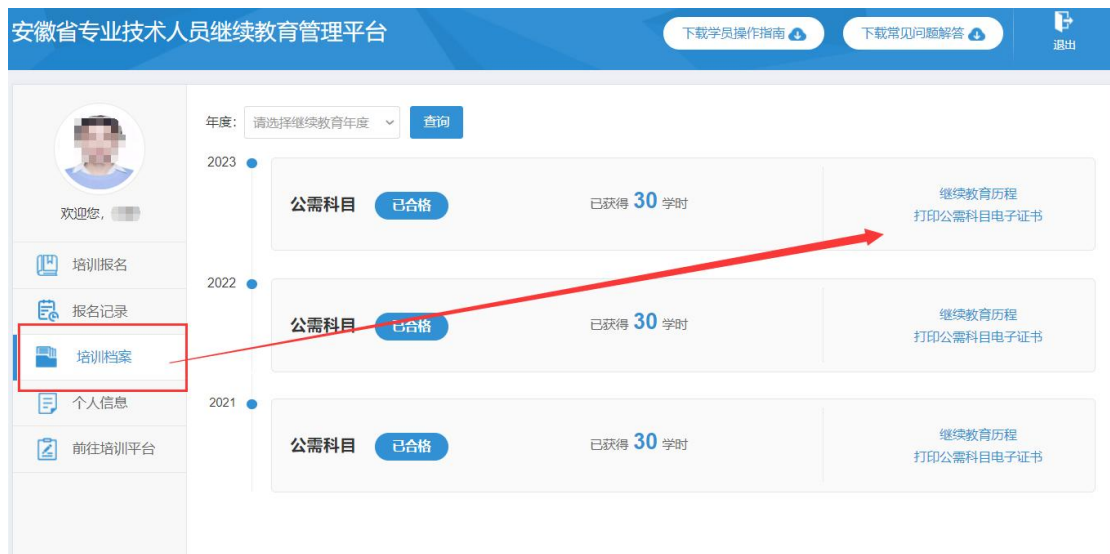 安徽省专业技术人员继续教育管理平台
下载学员操作指南
下载常见问题解答
退出
欢迎您,
培训报名
报名记录
培训档案
个人信息
前往培训平台
年度: 请选择继续教育年度 查询
2023
公需科目 已合格 已获得 30 学时
继续教育历程
打印公需科目电子证书
2022
公需科目 已合格 已获得 30 学时
继续教育历程
打印公需科目电子证书
2021
公需科目 已合格 已获得 30 学时
继续教育历程
打印公需科目电子证书